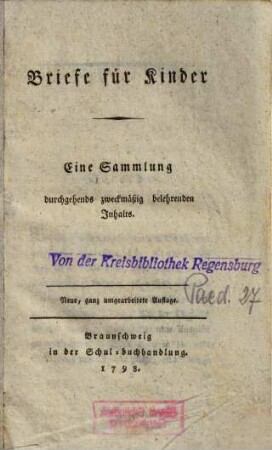 Briefe für Kinder
Eine Sammlung
durchgehends zweckmäßig belehrenden
Inhalts.
Von der Kreisbibliothek Regensburg
Paed. 27
Neue, ganz umgearbeitete Auflage.
Braunschweig
in der Schul-buchhandlung.
1798.